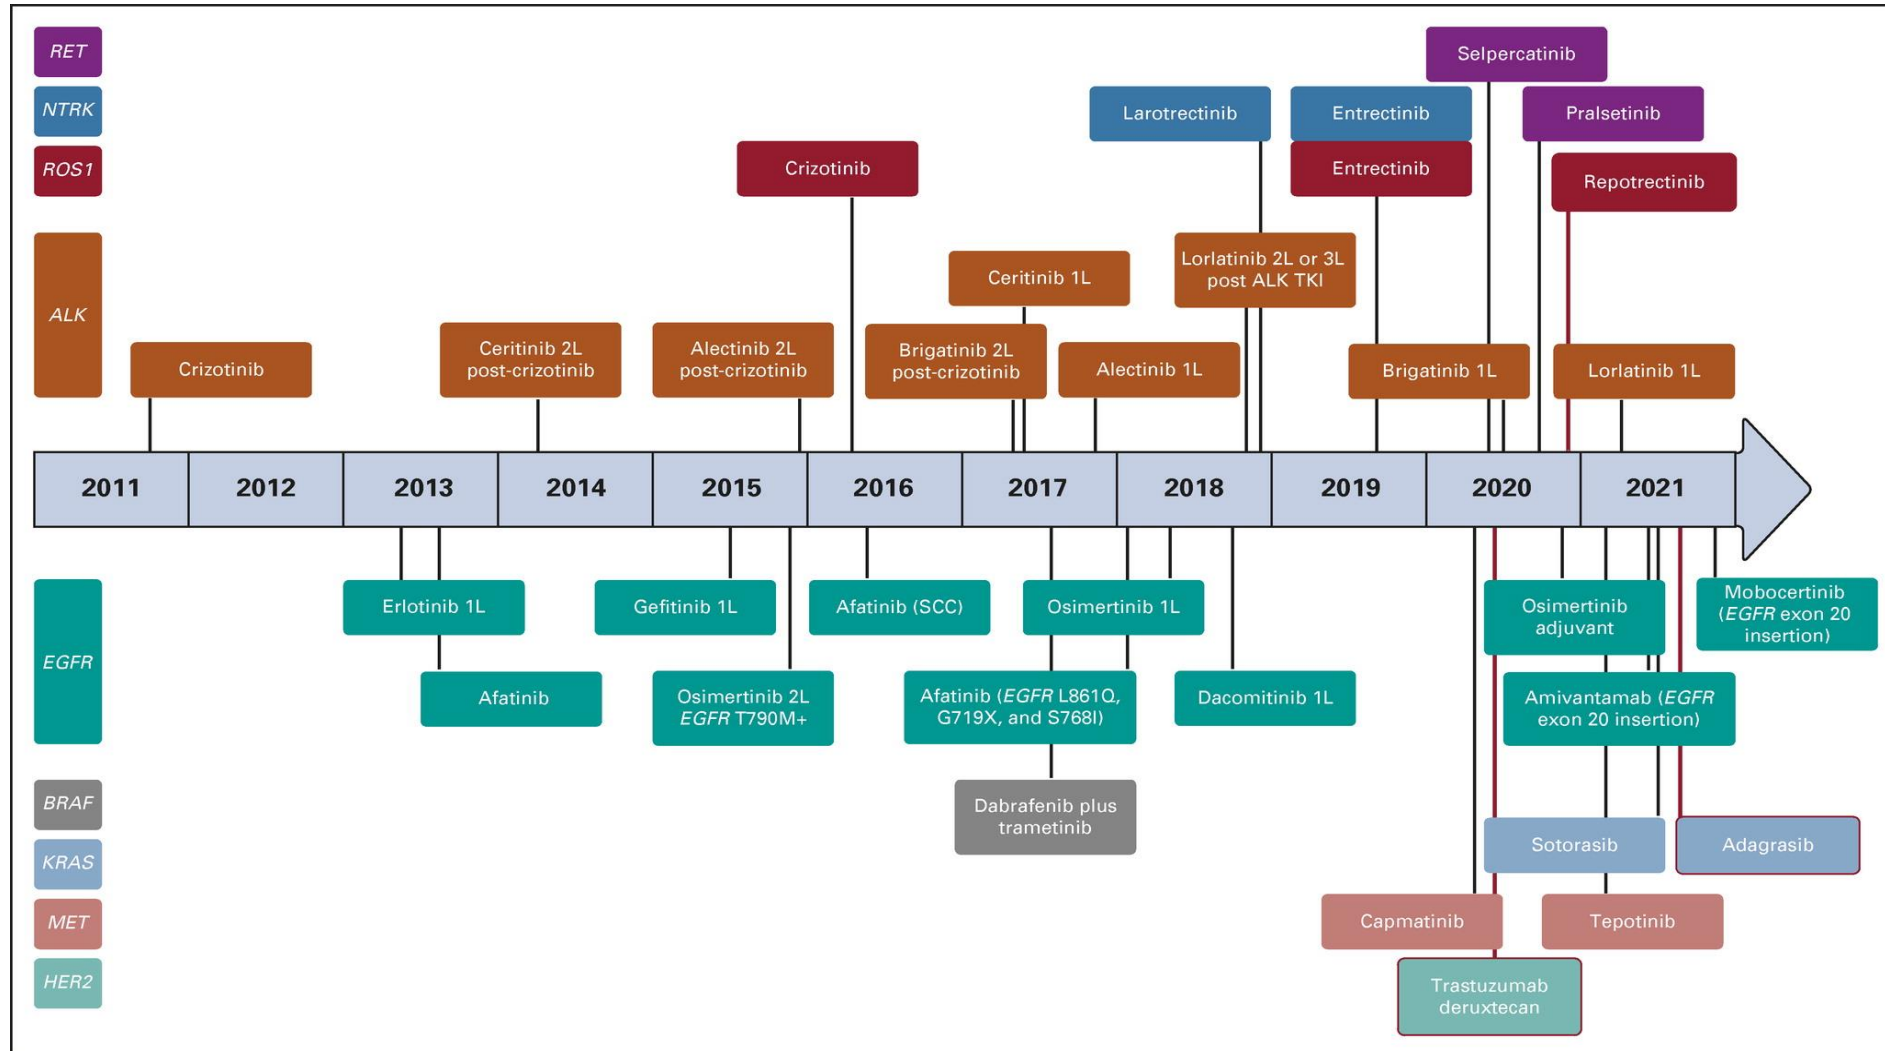 RET
Selpercatinib
NTRK
Larotrectinib
Entrectinib
Pralsetinib
ROS1
Crizotinib
Entrectinib
Repotrectinib
ALK
Crizotinib
Ceritinib 2L
post-crizotinib
Alectinib 2L
post-crizotinib
Brigatinib 2L
post-crizotinib
Ceritinib 1L
Alectinib 1L
Lorlatinib 2L or 3L
post ALK TKI
Brigatinib 1L
Lorlatinib 1L
2011
2012
2013
2014
2015
2016
2017
2018
2019
2020
2021
EGFR
Erlotinib 1L
Afatinib
Gefitinib 1L
Osimertinib 2L
EGFR T790M+
Afatinib (SCC)
Osimertinib 1L
Afatinib (EGFR L861Q,
G719X, and S768I)
Dacomitinib 1L
Osimertinib
adjuvant
Amivantamab (EGFR
exon 20 insertion)
Mobocertinib
(EGFR exon 20
insertion)
BRAF
Dabrafenib plus
trametinib
KRAS
Sotorasib
Adagrasib
MET
Capmatinib
Tepotinib
HER2
Trastuzumab
deruxtecan